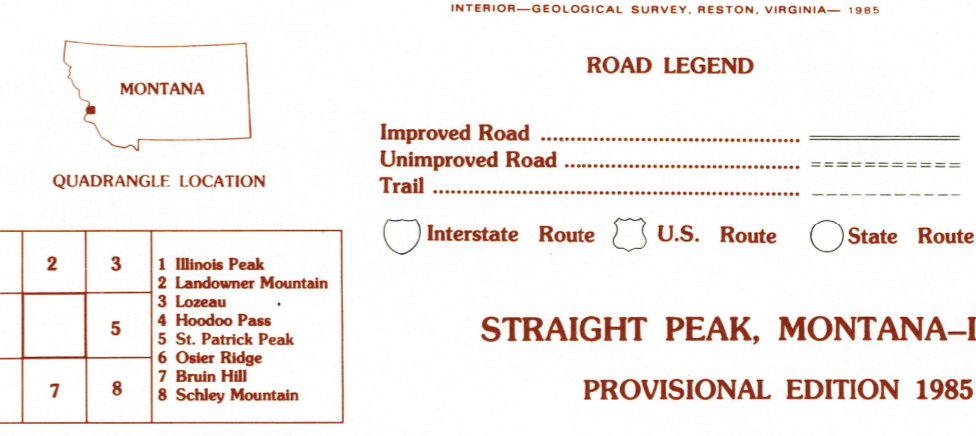 INTERIOR—GEOLOGICAL SURVEY, RESTON, VIRGINIA— 1985
MONTANA
QUADRANGLE LOCATION
ROAD LEGEND
Improved Road
Unimproved Road
Trail
Interstate Route
U.S. Route
State Route
2 3
5
7 8
1 Illinois Peak
2 Landowner Mountain
3 Lozeau
4 Hoodoo Pass
5 St. Patrick Peak
6 Osier Ridge
7 Bruin Hill
8 Schley Mountain
STRAIGHT PEAK, MONTANA–
PROVISIONAL EDITION 1985